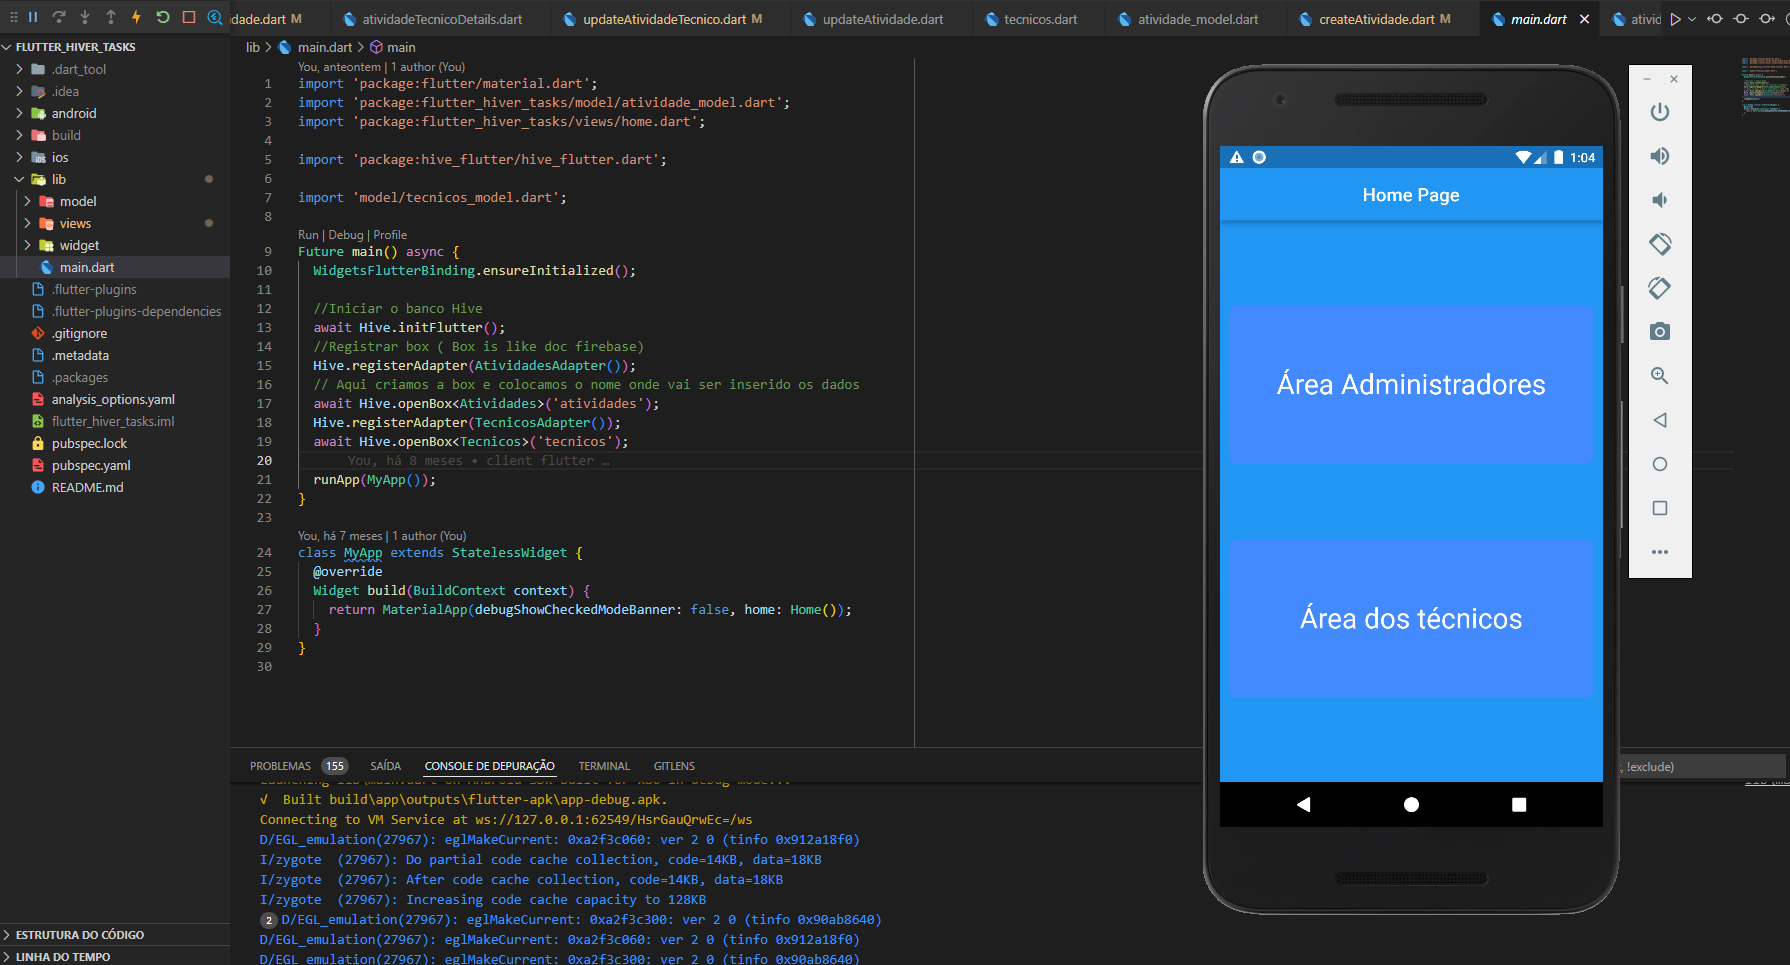 idade.dart M
atividadeTecnicoDetails.dart
updateAtividadeTecnico.dart M
updateAtividade.dart
tecnicos.dart
atividade_model.dart
createAtividade.dart M
main.dart
ativid
FLUTTER_HIVER_TASKS
.dart_tool
.idea
android
build
ios
lib
model
views
widget
main.dart
.flutter-plugins
.flutter-plugins-dependencies
.gitignore
.metadata
.packages
analysis_options.yaml
flutter_hiver_tasks.iml
pubspec.lock
pubspec.yaml
README.md
ESTRUTURA DO CÓDIGO
LINHA DO TEMPO
lib > main.dart > main
You, anteontem | 1 author (You)
1 import 'package:flutter/material.dart';
2 import 'package:flutter_hiver_tasks/model/atividade_model.dart';
3 import 'package:flutter_hiver_tasks/views/home.dart';
4
5 import 'package:hive_flutter/hive_flutter.dart';
6
7 import 'model/tecnicos_model.dart';
8
Run | Debug | Profile
9 Future main() async {
10 WidgetsFlutterBinding.ensureInitialized();
11
12 //Iniciar o banco Hive
13 await Hive.initFlutter();
14 //Registrar box ( Box is like doc firebase)
15 Hive.registerAdapter(AtividadesAdapter());
16 // Aqui criamos a box e colocamos o nome onde vai ser inserido os dados
17 await Hive.openBox<Atividades>('atividades');
18 Hive.registerAdapter(TecnicosAdapter());
19 await Hive.openBox<Tecnicos>('tecnicos');
20 You, há 8 meses • client flutter …
21 runApp(MyApp());
22 }
23
You, há 7 meses | 1 author (You)
24 class MyApp extends StatelessWidget {
25 @override
26 Widget build(BuildContext context) {
27 return MaterialApp(debugShowCheckedModeBanner: false, home: Home());
28 }
29 }
30
PROBLEMAS 155 SAÍDA CONSOLE DE DEPURAÇÃO TERMINAL GITLENS
, !exclude)
√ Built build\app\outputs\flutter-apk\app-debug.apk.
Connecting to VM Service at ws://127.0.0.1:62549/HsrGauQrwEc=/ws
D/EGL_emulation(27967): eglMakeCurrent: 0xa2f3c060: ver 2 0 (tinfo 0x912a18f0)
I/zygote (27967): Do partial code cache collection, code=14KB, data=18KB
I/zygote (27967): After code cache collection, code=14KB, data=18KB
I/zygote (27967): Increasing code cache capacity to 128KB
2 D/EGL_emulation(27967): eglMakeCurrent: 0xa2f3c300: ver 2 0 (tinfo 0x90ab8640)
D/EGL_emulation(27967): eglMakeCurrent: 0xa2f3c060: ver 2 0 (tinfo 0x912a18f0)
D/EGL_emulation(27967): eglMakeCurrent: 0xa2f3c300: ver 2 0 (tinfo 0x90ab8640)
1:04
Home Page
Área Administradores
Área dos técnicos